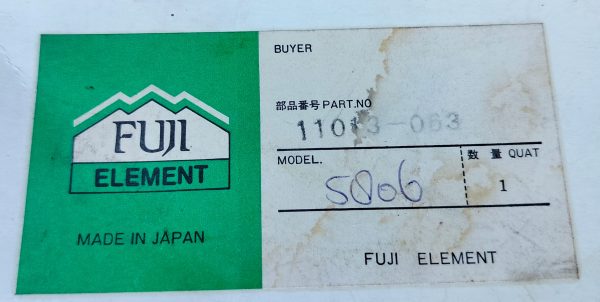 FUJI
ELEMENT
MADE IN JAPAN
BUYER
部品番号 PART.NO
11013-063
MODEL.
数 量 QUAT
5806
1
FUJI ELEMENT